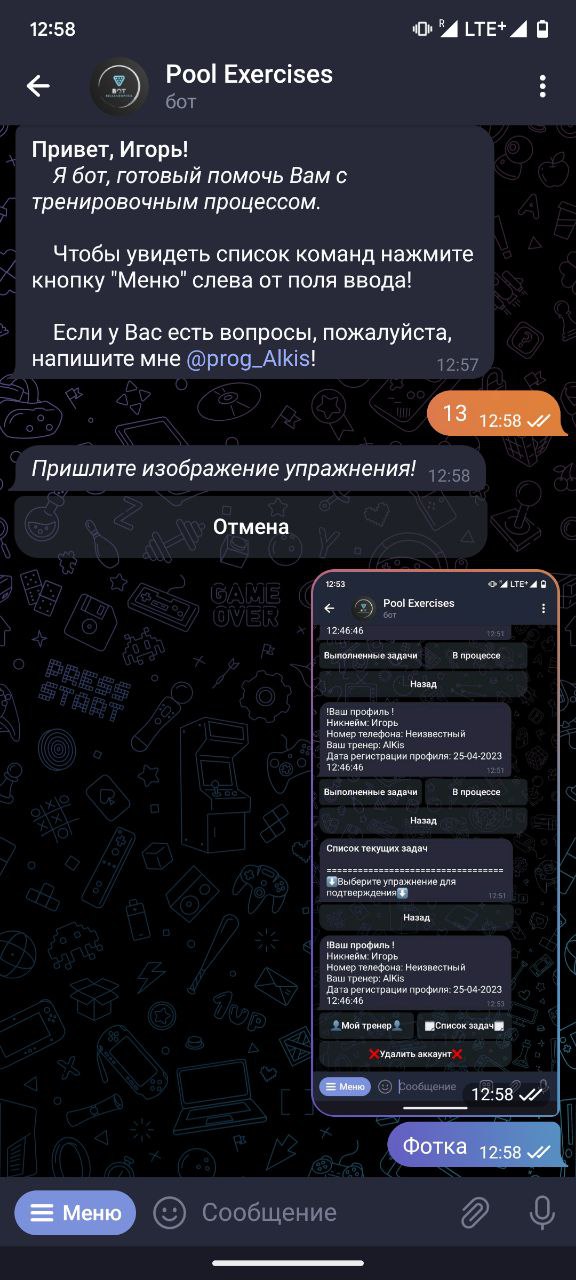 12:58
R LTE+
Pool Exercises
бот
БОТ
Привет, Игорь!
Я бот, готовый помочь Вам с
тренировочным процессом.
Чтобы увидеть список команд нажмите
кнопку "Меню" слева от поля ввода!
Если у Вас есть вопросы, пожалуйста,
напишите мне @prog_Alkis!
12:57
13 12:58
Пришлите изображение упражнения! 12:58
Отмена
GAME
OVER
PRESS
START
1UP
12:53
LTE+
Pool Exercises
бот
12:46:46
12:51
Выполненные задачи
В процессе
Назад
!Ваш профиль !
Никнейм: Игорь
Номер телефона: Неизвестный
Ваш тренер: AlKis
Дата регистрации профиля: 25-04-2023
12:46:46
12:51
Выполненные задачи
В процессе
Назад
Список текущих задач
==================================
⬇️Выберите упражнение для
подтверждения⬇️
12:51
Назад
!Ваш профиль !
Никнейм: Игорь
Номер телефона: Неизвестный
Ваш тренер: AlKis
Дата регистрации профиля: 25-04-2023
12:46:46
12:53
👤Мой тренер👤
🗒Список задач🗒
❌Удалить аккаунт❌
Меню
Сообщение
12:58
Фотка 12:58
Меню
Сообщение